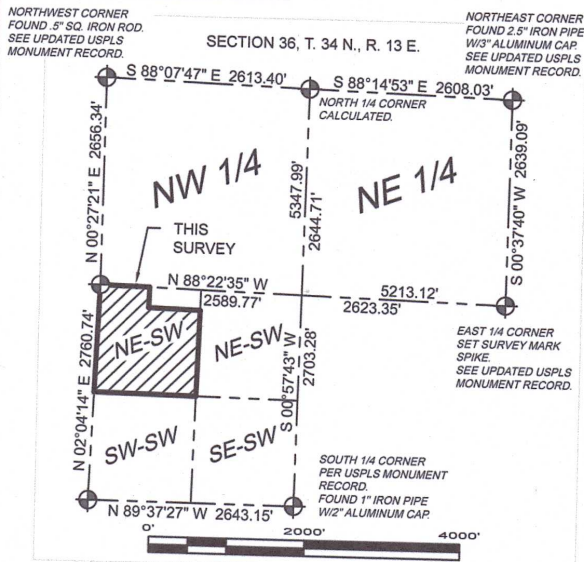 NORTHWEST CORNER
FOUND .5" SQ. IRON ROD.
SEE UPDATED USPLS
MONUMENT RECORD.
SECTION 36, T. 34 N., R. 13 E.
NORTHEAST CORNER
FOUND 2.5" IRON PIPE
W/3" ALUMINUM CAP.
SEE UPDATED USPLS
MONUMENT RECORD.
S 88°07'47" E 2613.40'
S 88°14'53" E 2608.03'
NORTH 1/4 CORNER
CALCULATED.
N 00°27'21" E 2656.34'
NW 1/4
5347.99'
2644.71'
NE 1/4
S 00°37'40" W 2639.09'
THIS
SURVEY
N 88°22'35" W
2589.77'
5213.12'
2623.35'
N 02°04'14" E 2760.74'
NE-SW
NE-SW
S 00°57'43" W
2703.28'
EAST 1/4 CORNER
SET SURVEY MARK
SPIKE.
SEE UPDATED USPLS
MONUMENT RECORD.
SW-SW
SE-SW
SOUTH 1/4 CORNER
PER USPLS MONUMENT
RECORD.
FOUND 1" IRON PIPE
W/2" ALUMINUM CAP.
N 89°37'27" W 2643.15'
0' 2000' 4000'